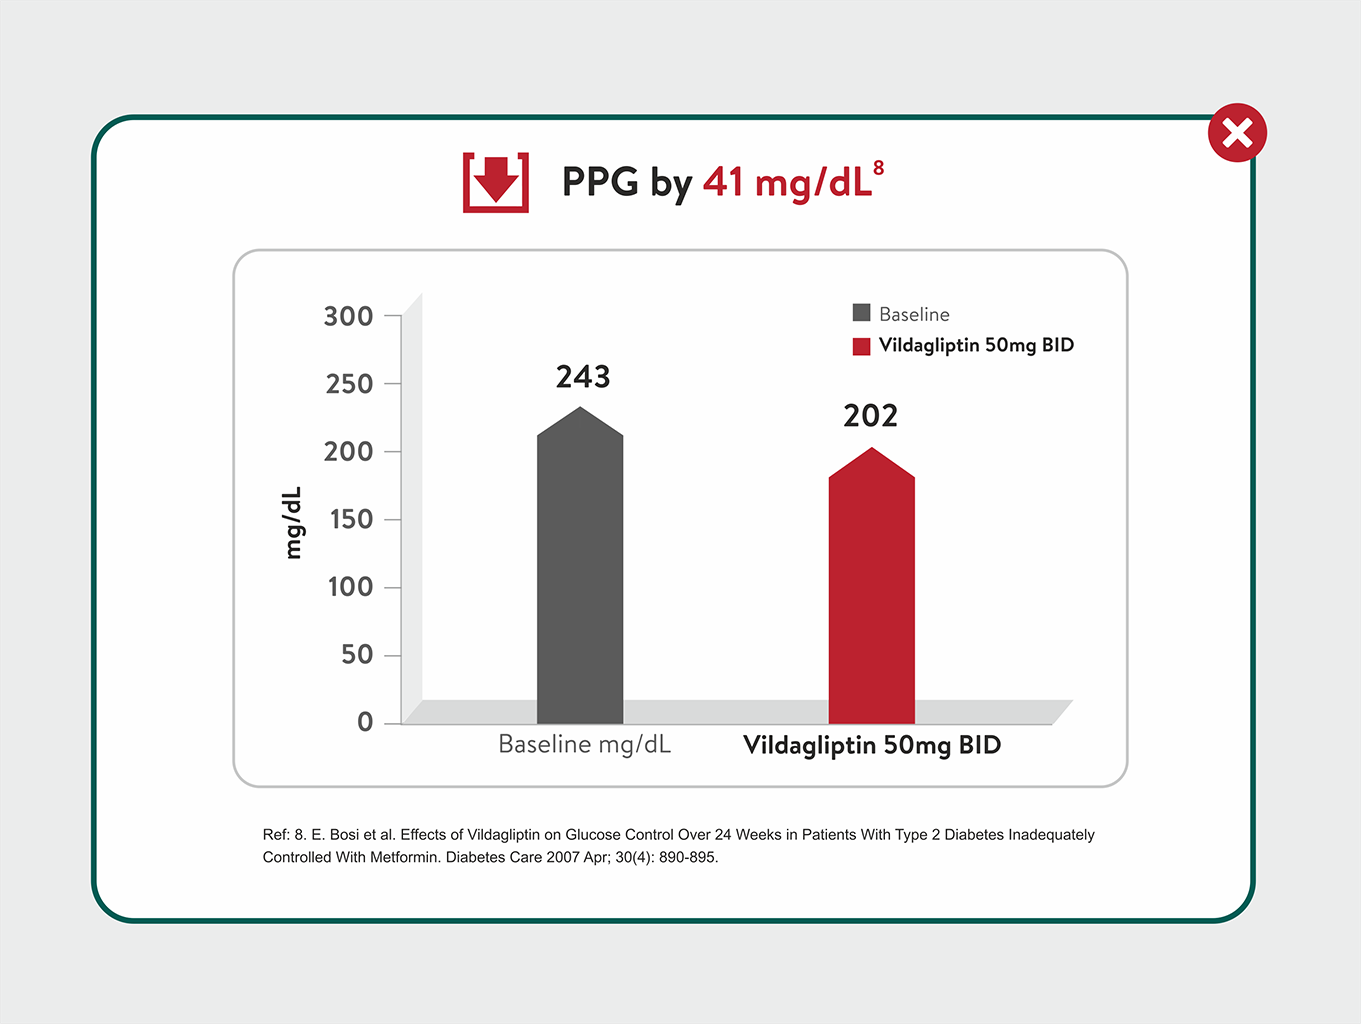 PPG by 41 mg/dL8
300
250
200
150
100
50
0
mg/dL
Baseline
Vildagliptin 50mg BID
243
202
Baseline mg/dL
Vildagliptin 50mg BID
Ref: 8. E. Bosi et al. Effects of Vildagliptin on Glucose Control Over 24 Weeks in Patients With Type 2 Diabetes Inadequately
Controlled With Metformin. Diabetes Care 2007 Apr; 30(4): 890-895.